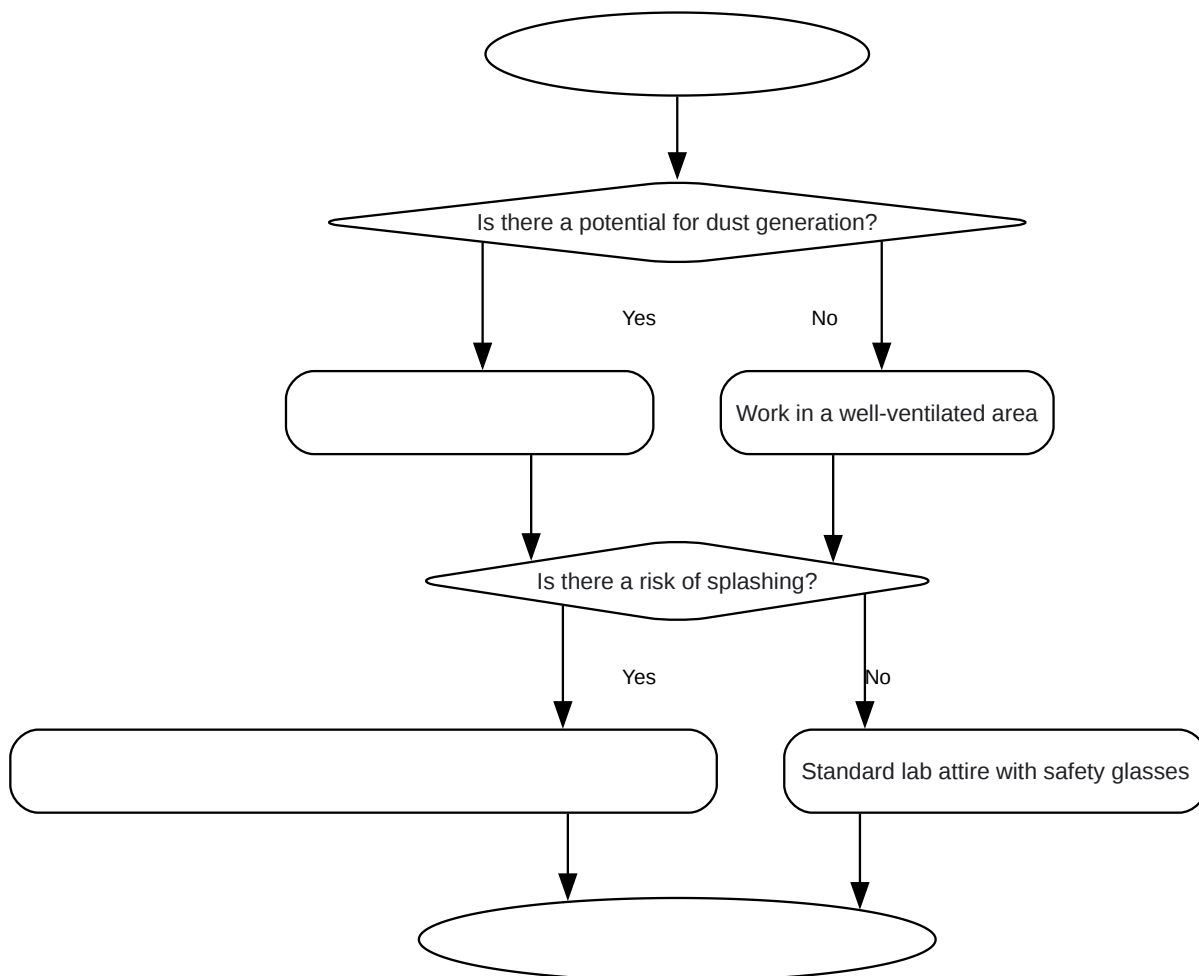 Is there a potential for dust generation?
Yes
No
Work in a well-ventilated area
Is there a risk of splashing?
Yes
No
Standard lab attire with safety glasses